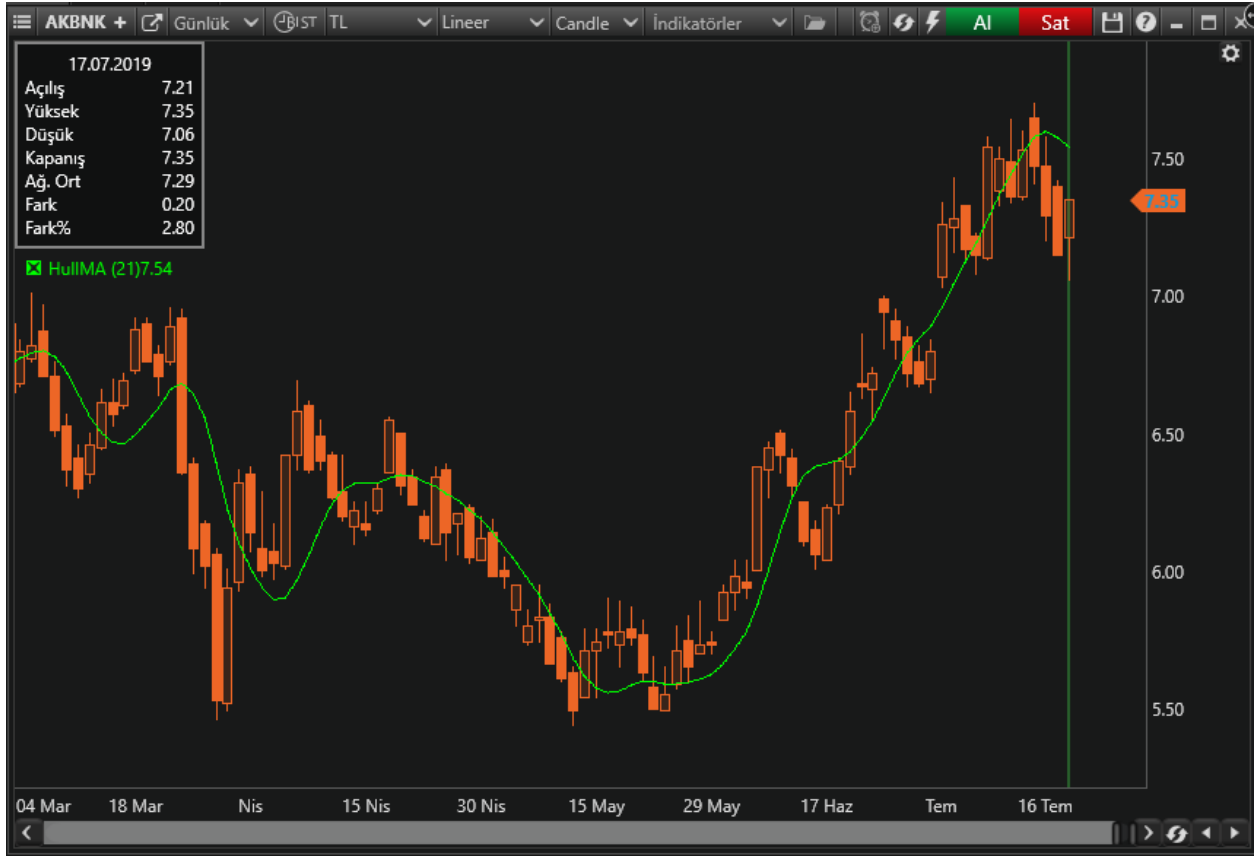 AKBNK + Günlük BIST TL Lineer Candle İndikatörler Al Sat
17.07.2019
Açılış 7.21
Yüksek 7.35
Düşük 7.06
Kapanış 7.35
Ağ. Ort 7.29
Fark 0.20
Fark% 2.80
HullMA (21)7.54
7.50
7.35
7.00
6.50
6.00
5.50
04 Mar 18 Mar Nis 15 Nis 30 Nis 15 May 29 May 17 Haz Tem 16 Tem